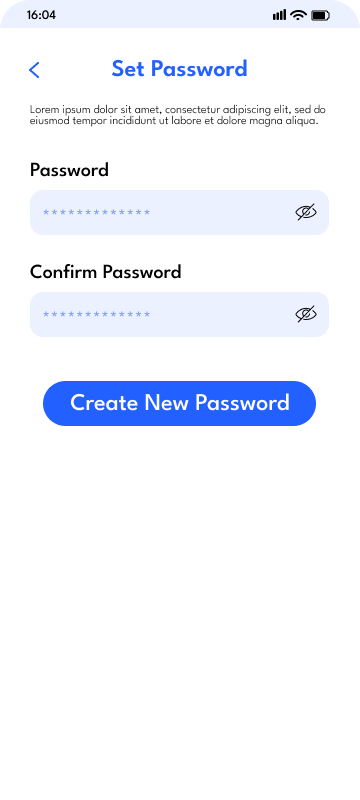 16:04
Set Password
Lorem ipsum dolor sit amet, consectetur adipiscing elit, sed do
eiusmod tempor incididunt ut labore et dolore magna aliqua.
Password
*************
Confirm Password
*************
Create New Password